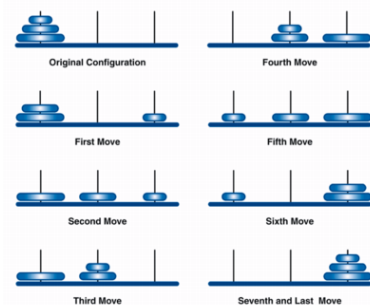 Original Configuration
Fourth Move
First Move
Fifth Move
Second Move
Sixth Move
Third Move
Seventh and Last Move